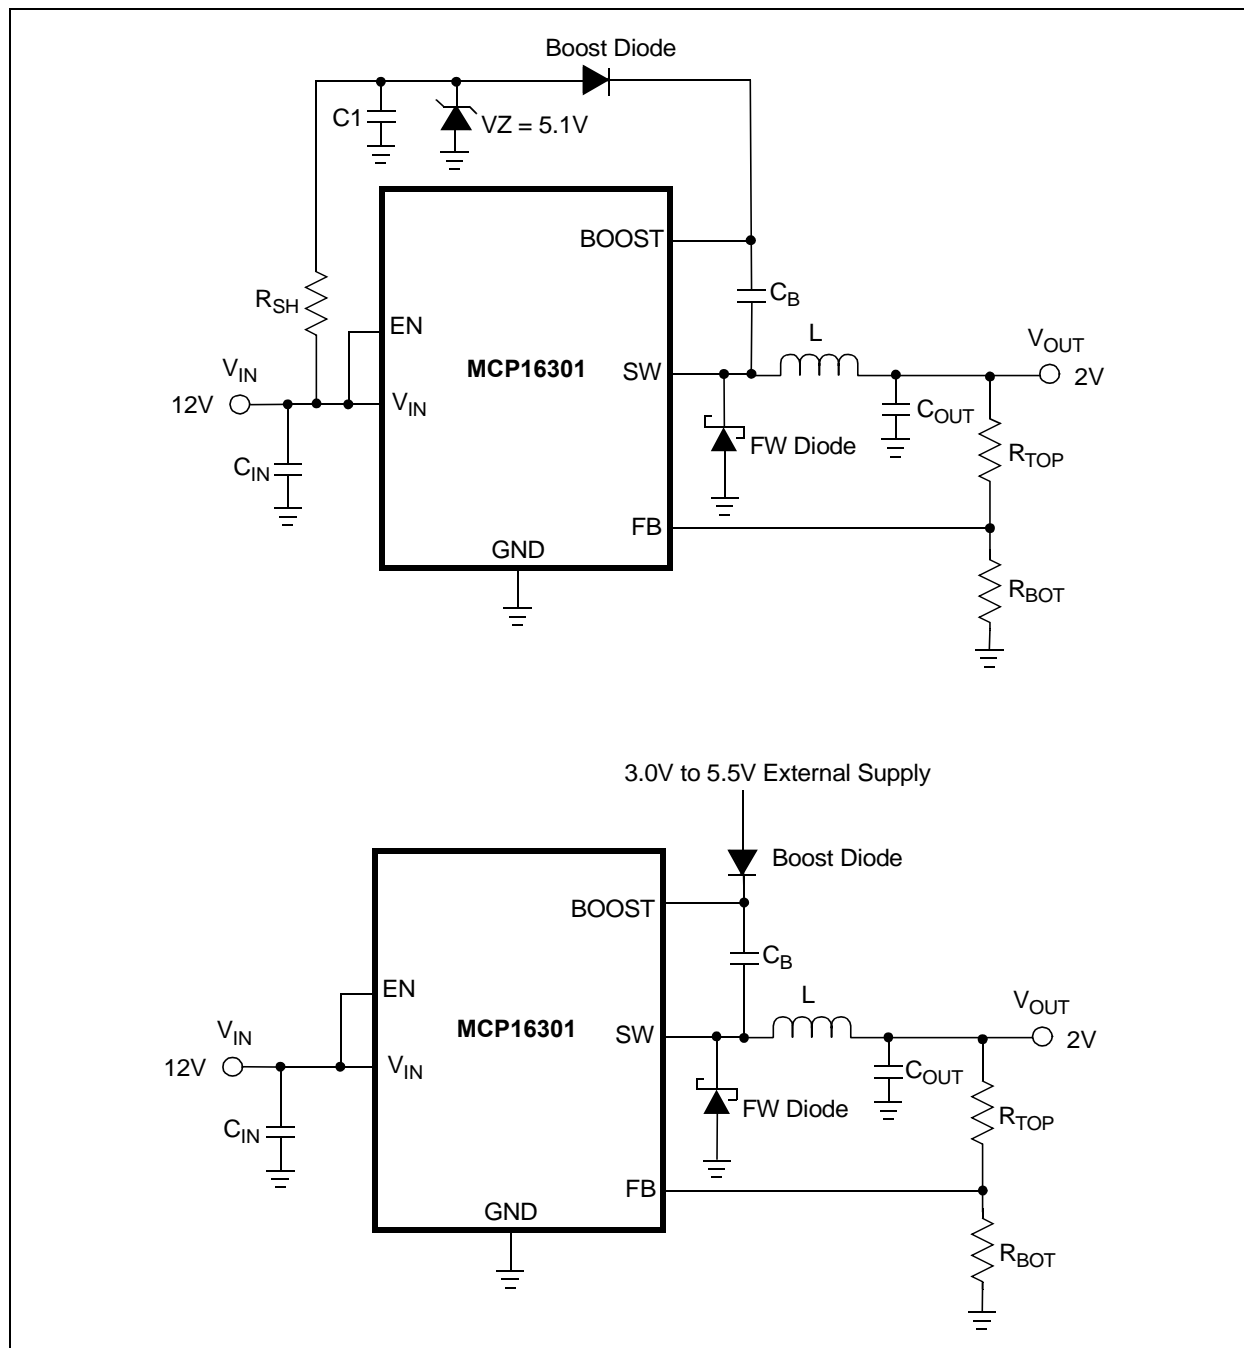 Boost Diode
C1
VZ = 5.1V
BOOST
C_B
R_SH
EN
MCP16301
SW
L
V_OUT
2V
V_IN
12V
V_IN
C_OUT
FW Diode
R_TOP
C_IN
FB
GND
R_BOT
3.0V to 5.5V External Supply
Boost Diode
BOOST
C_B
EN
MCP16301
SW
L
V_OUT
2V
V_IN
12V
V_IN
C_OUT
FW Diode
R_TOP
C_IN
FB
GND
R_BOT